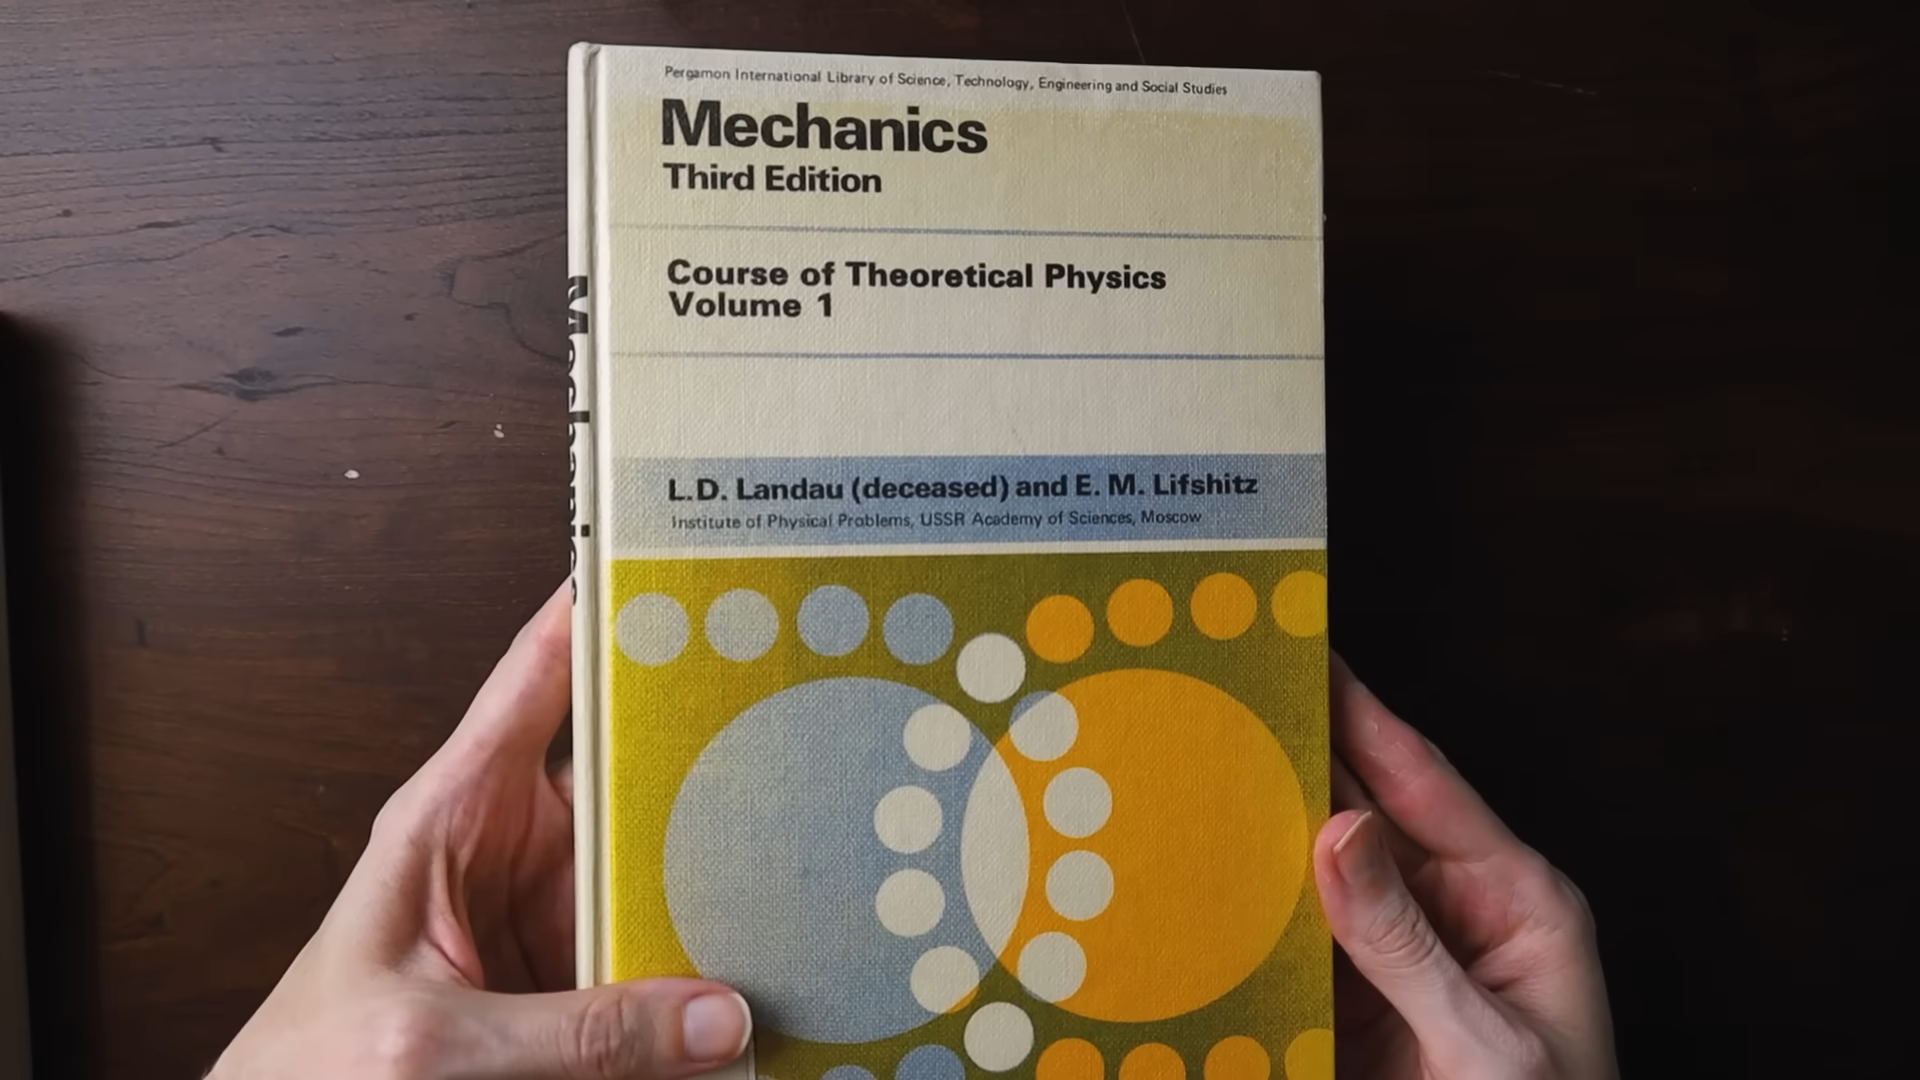 Pergamon International Library of Science, Technology, Engineering and Social Studies
Mechanics
Third Edition
Course of Theoretical Physics
Volume 1
L.D. Landau (deceased) and E. M. Lifshitz
Institute of Physical Problems, USSR Academy of Sciences, Moscow
Mechanics